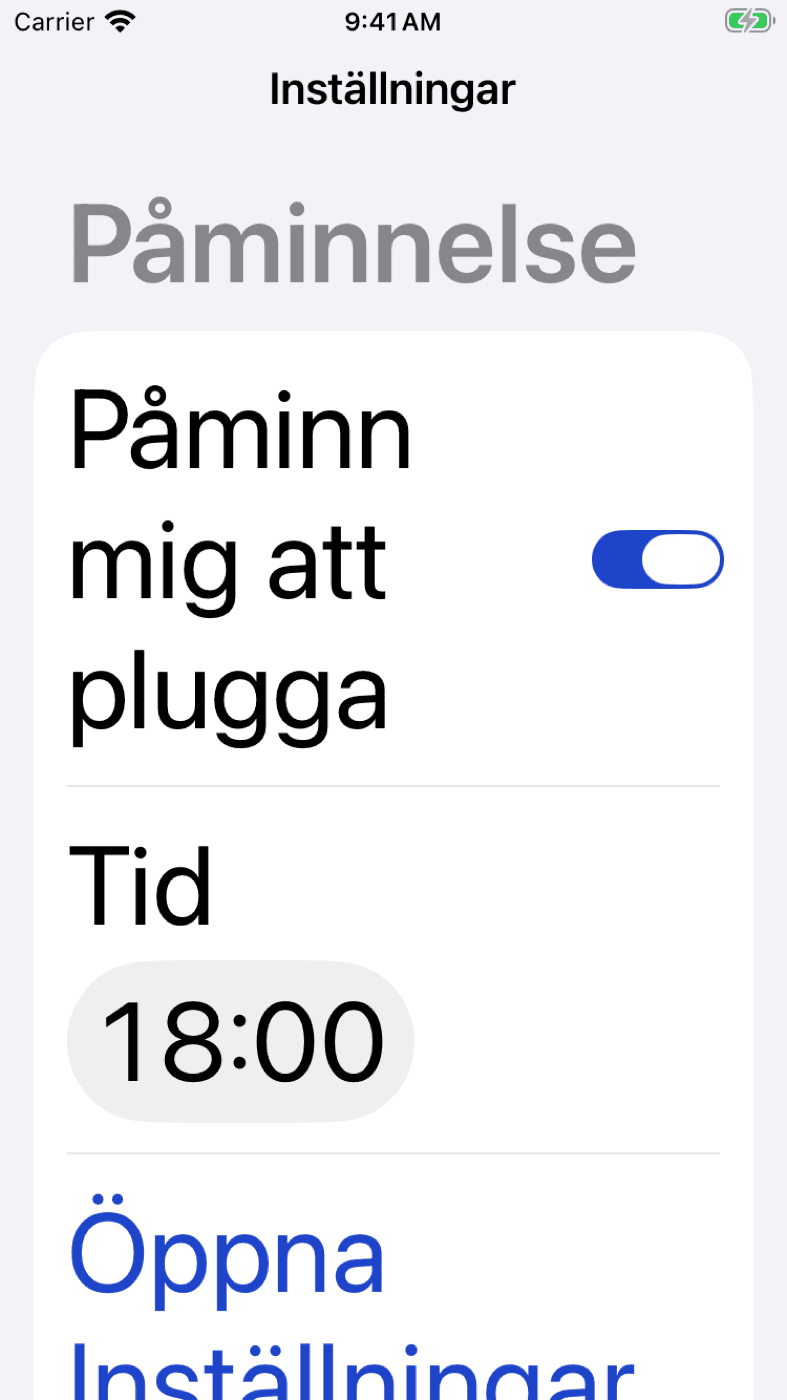 Carrier 9:41 AM
Inställningar
Påminnelse
Påminn
mig att
plugga
Tid
18:00
Öppna
Inställningar